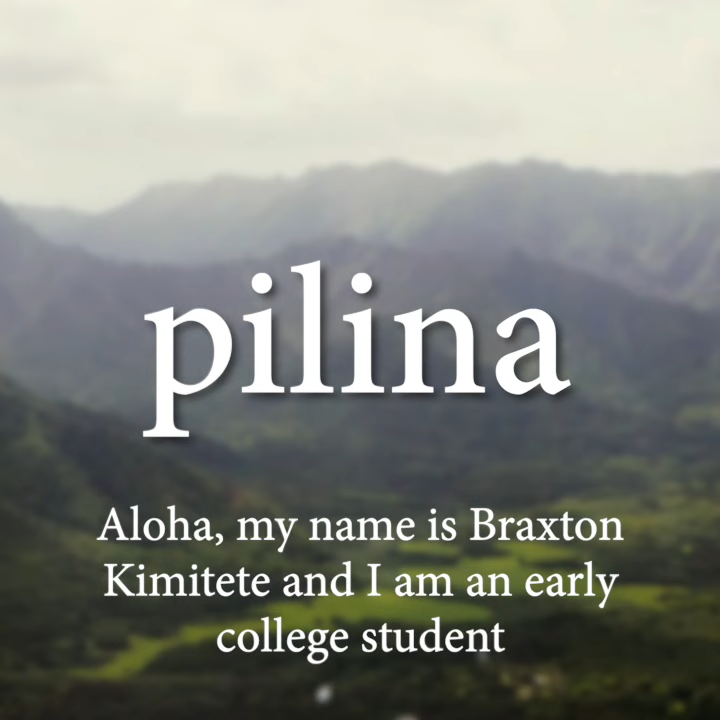 pilina
Aloha, my name is Braxton
Kimitete and I am an early
college student